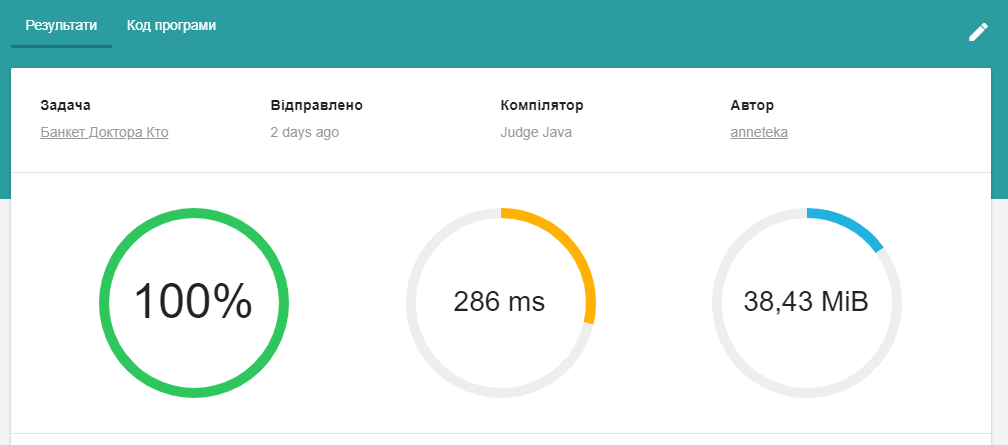 Результати Код програми
Задача Відправлено Компілятор Автор
Банкет Доктора Кто 2 days ago Judge Java anneteka
100% 286 ms 38,43 MiB